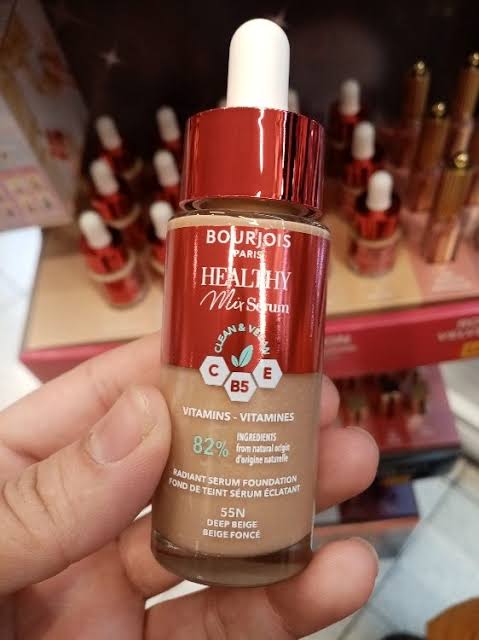 BOURJOIS
PARIS
HEALTHY
Mix Serum
CLEAN & VEGAN
C
E
B5
VITAMINS - VITAMINES
82% INGREDIENTS
from natural origin
d'origine naturelle
RADIANT SERUM FOUNDATION
FOND DE TEINT SÉRUM ÉCLATANT
55N
DEEP BEIGE
BEIGE FONCÉ